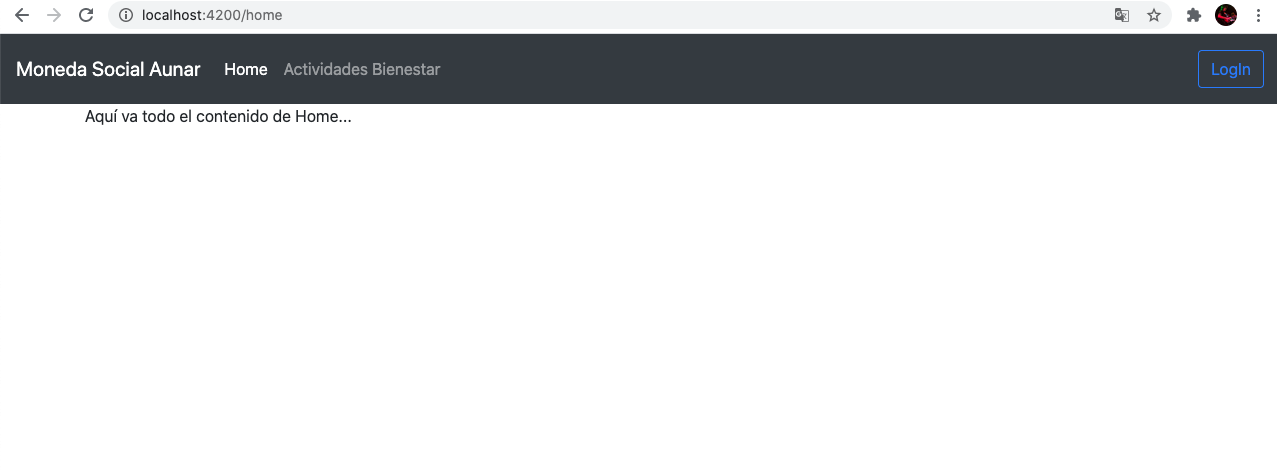 localhost:4200/home
Moneda Social Aunar Home Actividades Bienestar LogIn
Aquí va todo el contenido de Home...